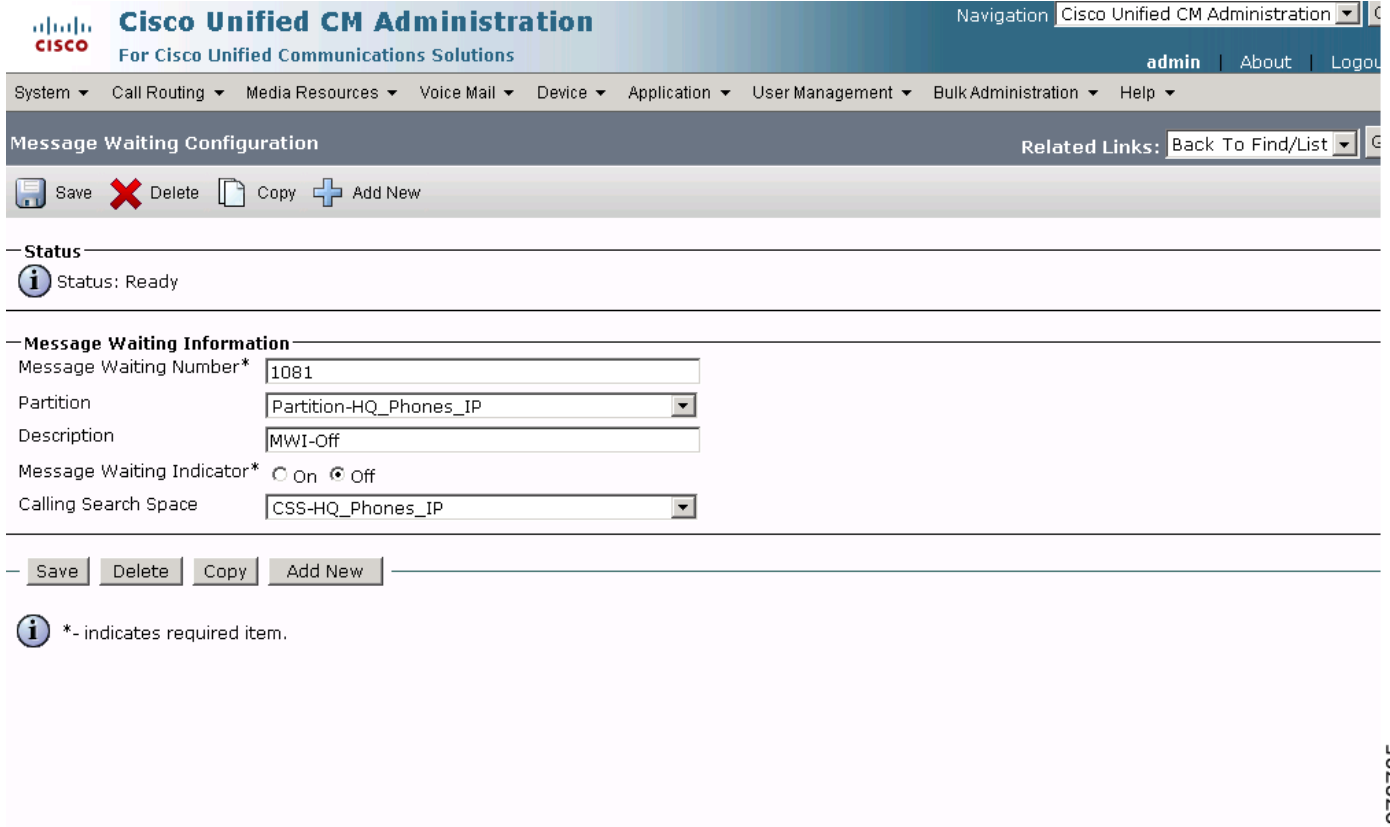 Cisco Unified CM Administration
Navigation Cisco Unified CM Administration
CISCO
For Cisco Unified Communications Solutions
admin | About |
System Call Routing Media Resources Voice Mail Device Application User Management Bulk Administration Help
Message Waiting Configuration
Related Links: Back To Find/List
Save Delete Copy Add New
Status
Status: Ready
Message Waiting Information
Message Waiting Number* 1081
Partition Partition-HQ_Phones_IP
Description MWI-Off
Message Waiting Indicator* On Off
Calling Search Space CSS-HQ_Phones_IP
Save Delete Copy Add New
*- indicates required item.